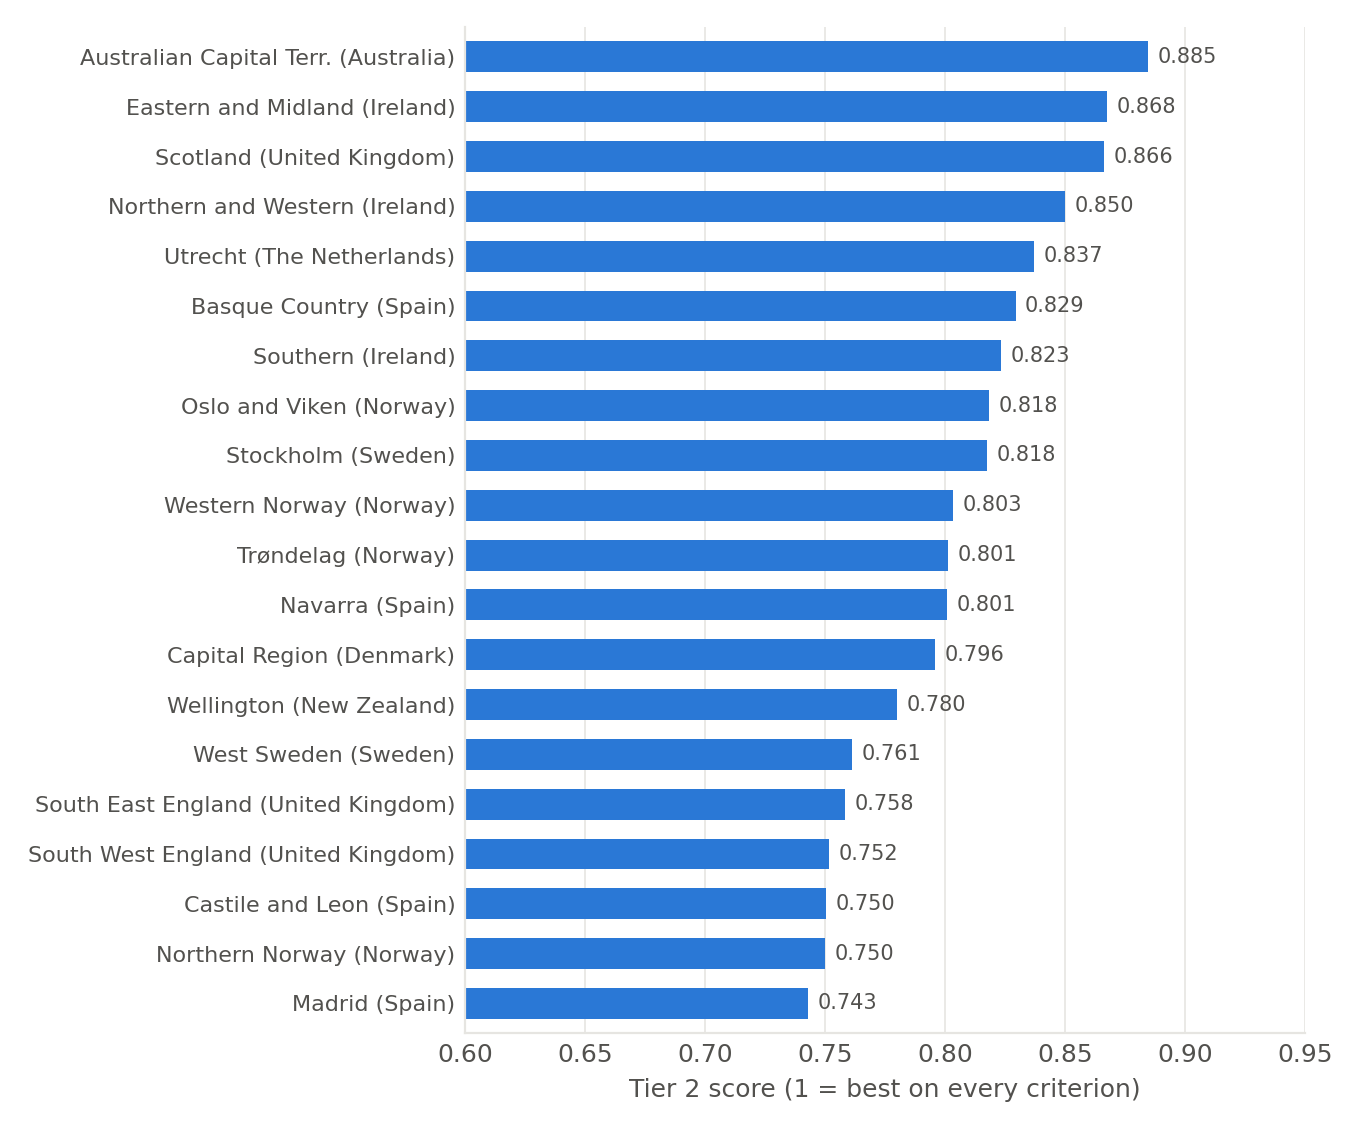 Australian Capital Terr. (Australia) 0.885
Eastern and Midland (Ireland) 0.868
Scotland (United Kingdom) 0.866
Northern and Western (Ireland) 0.850
Utrecht (The Netherlands) 0.837
Basque Country (Spain) 0.829
Southern (Ireland) 0.823
Oslo and Viken (Norway) 0.818
Stockholm (Sweden) 0.818
Western Norway (Norway) 0.803
Trøndelag (Norway) 0.801
Navarra (Spain) 0.801
Capital Region (Denmark) 0.796
Wellington (New Zealand) 0.780
West Sweden (Sweden) 0.761
South East England (United Kingdom) 0.758
South West England (United Kingdom) 0.752
Castile and Leon (Spain) 0.750
Northern Norway (Norway) 0.750
Madrid (Spain) 0.743
0.60 0.65 0.70 0.75 0.80 0.85 0.90 0.95
Tier 2 score (1 = best on every criterion)